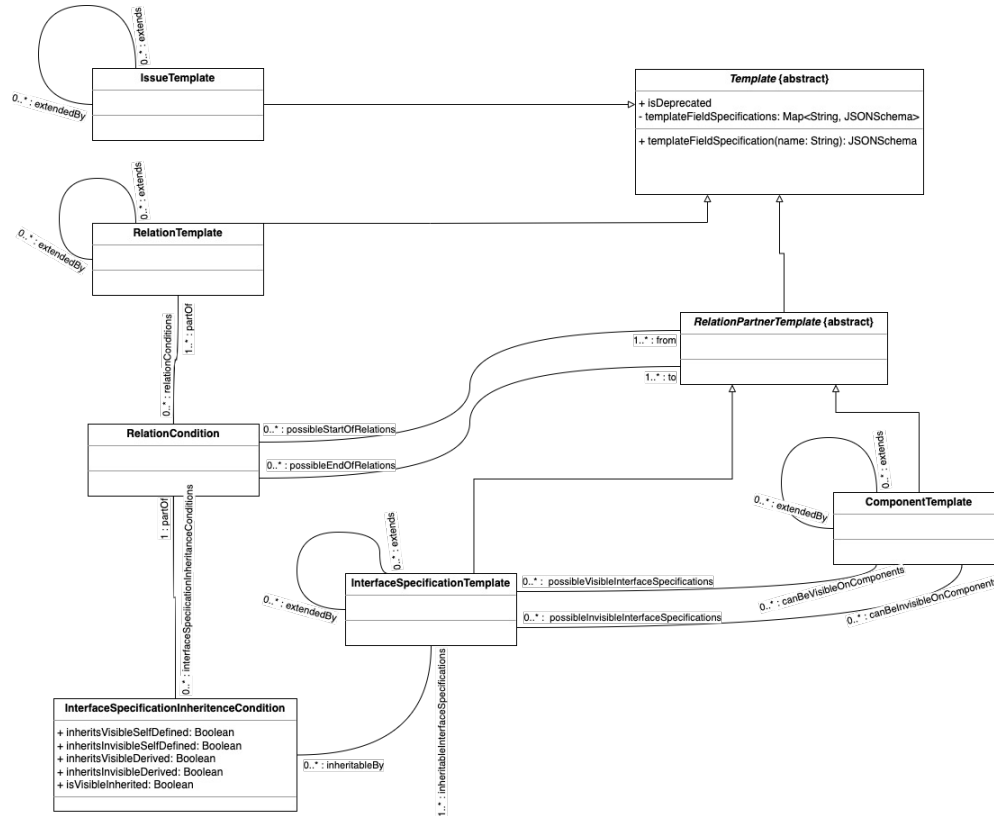 0..* : extends
IssueTemplate
0..* : extendedBy
Template {abstract}
+ isDeprecated
- templateFieldSpecifications: Map<String, JSONSchema>
+ templateFieldSpecification(name: String): JSONSchema
0..* : extends
RelationTemplate
0..* : extendedBy
1..* : partOf
0..* : relationConditions
RelationPartnerTemplate {abstract}
1..* : from
1..* : to
RelationCondition
0..* : possibleStartOfRelations
0..* : possibleEndOfRelations
1 : partOf
0..* : interfaceSpeciicationInheritanceConditions
0..* : extends
ComponentTemplate
0..* : extendedBy
0..* : extends
InterfaceSpecificationTemplate
0..* : extendedBy
0..* : possibleVisibleInterfaceSpecifications
0..* : canBeVisibleOnComponents
0..* : possibleInvisibleInterfaceSpecifications
0..* : canBeInvisibleOnComponents
InterfaceSpecificationInheritenceCondition
+ inheritsVisibleSelfDefined: Boolean
+ inheritsInvisibleSelfDefined: Boolean
+ inheritsVisibleDerived: Boolean
+ inheritsInvisibleDerived: Boolean
+ isVisibleInherited: Boolean
0..* : inheritableBy
1..* : inheritableInterfaceSpecifications